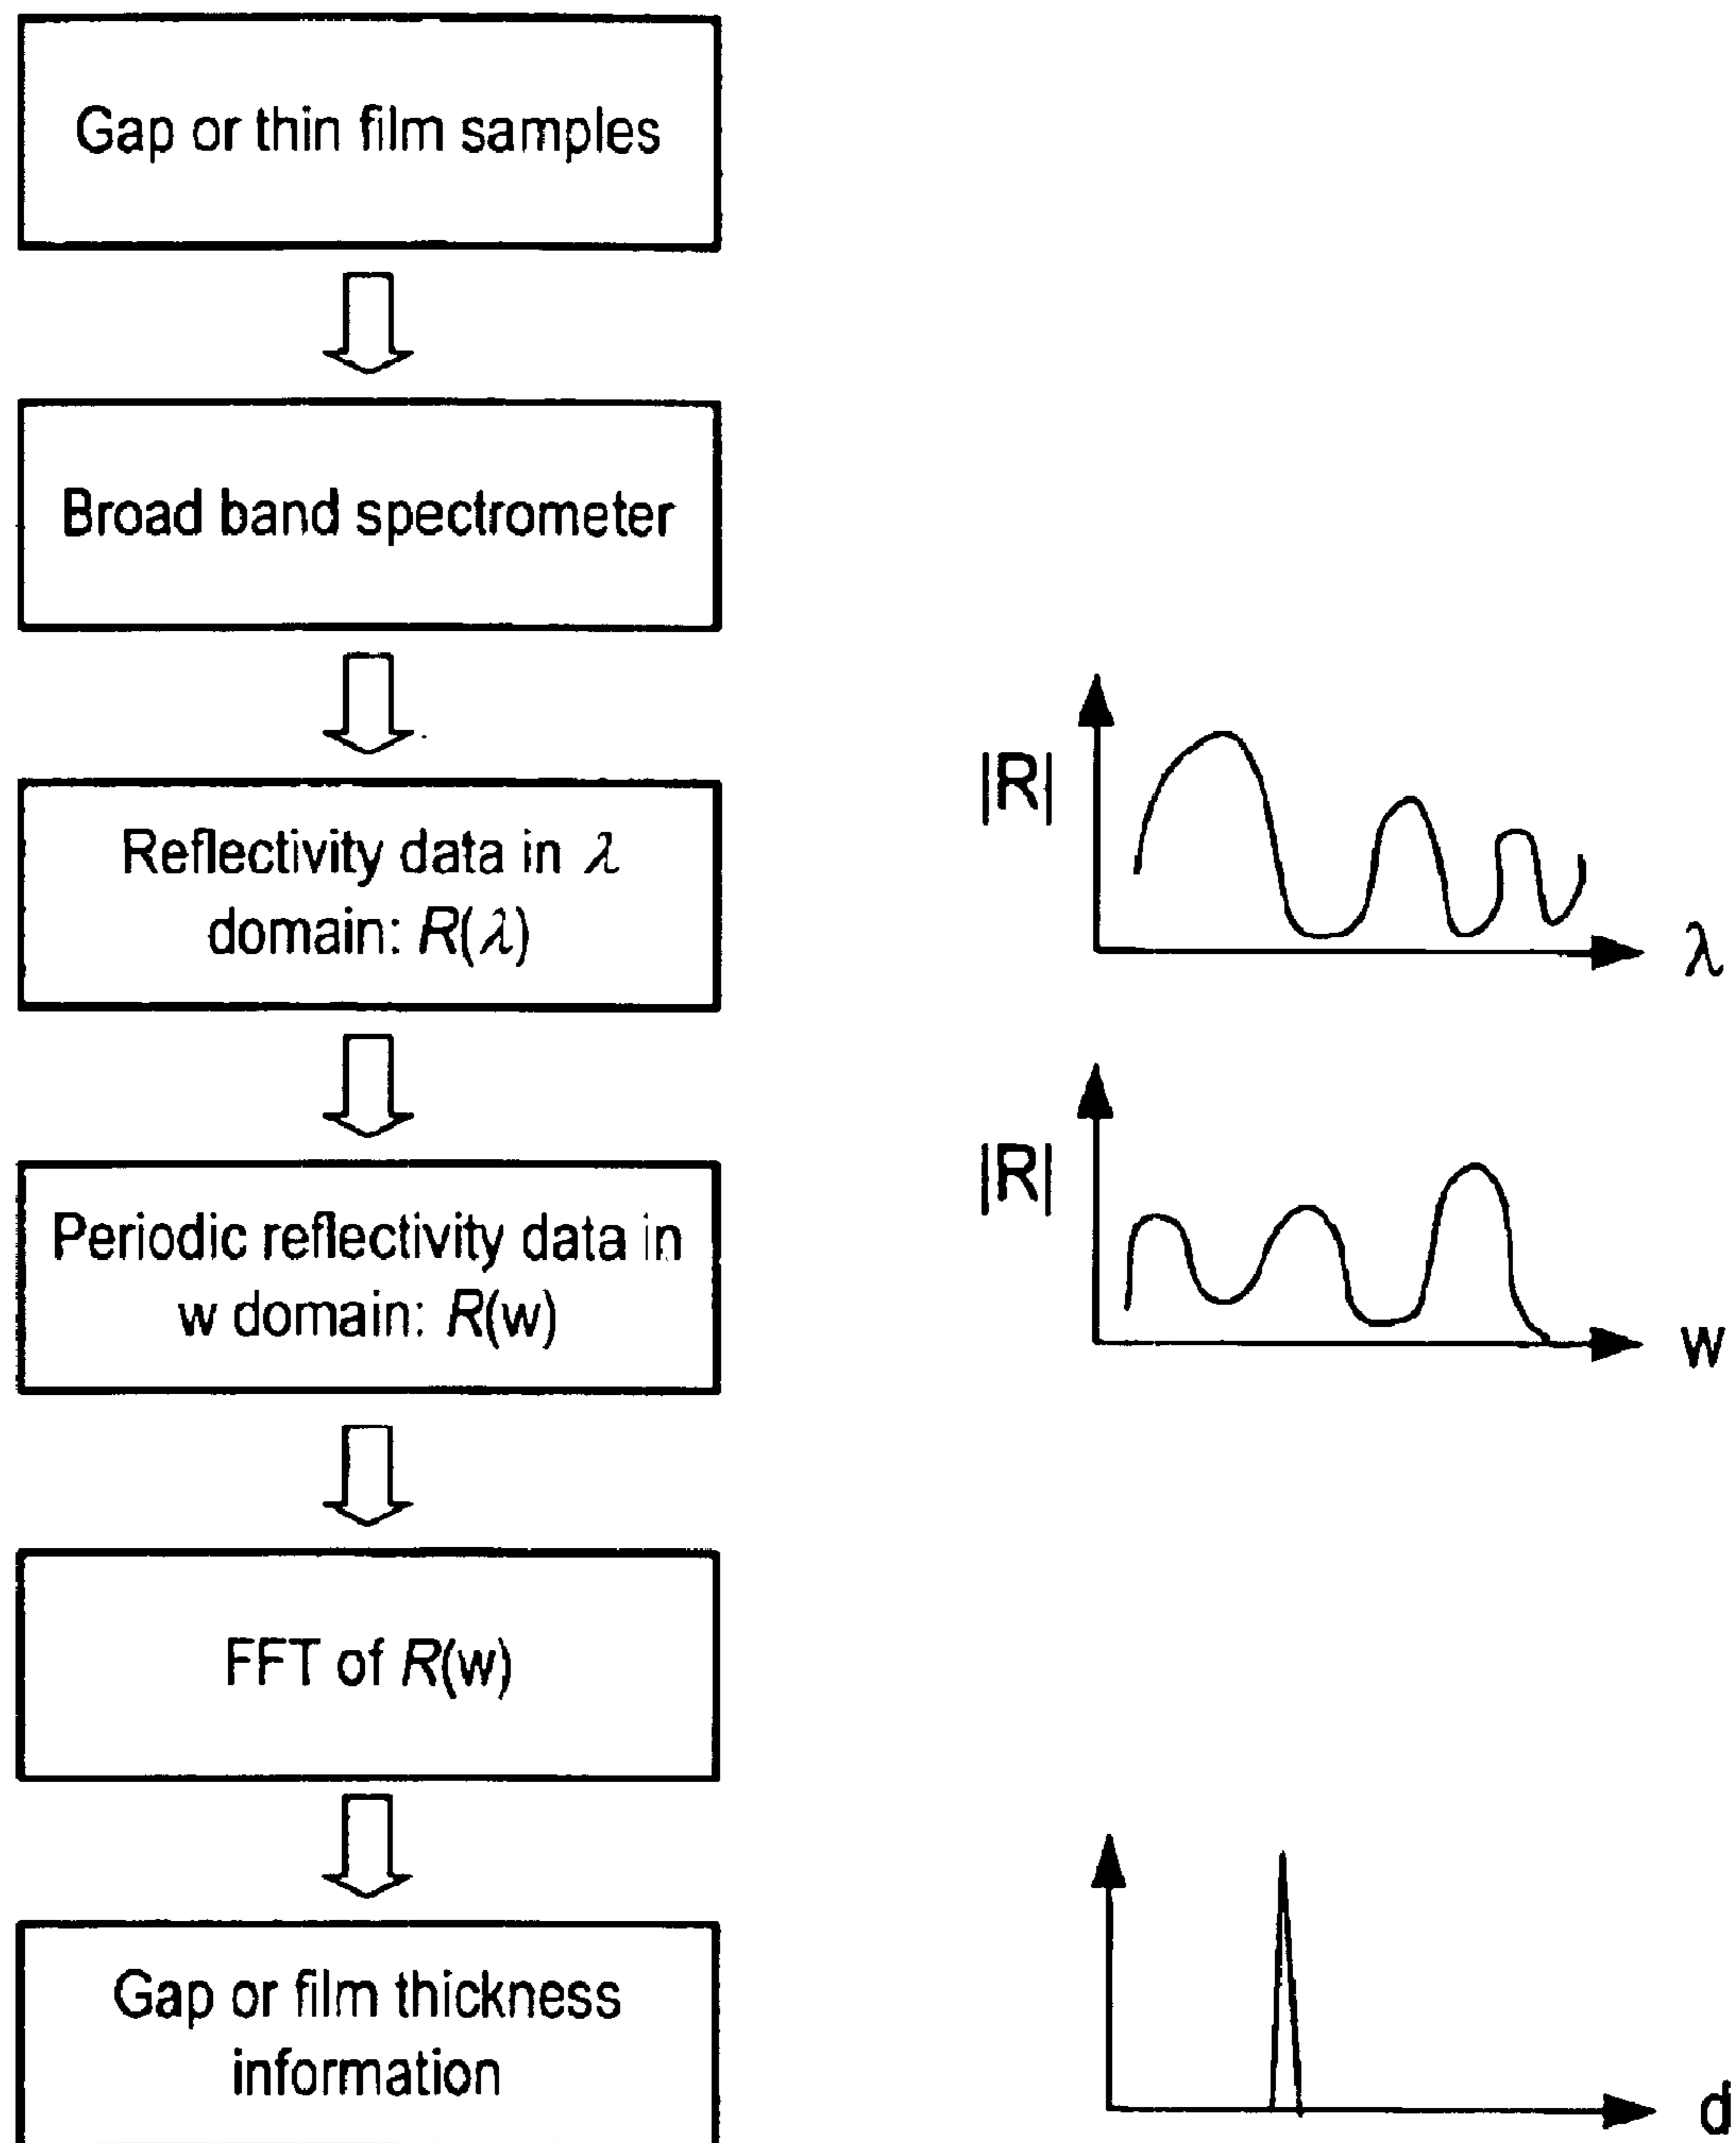 Gap or thin film samples
Broad band spectrometer
Reflectivity data in λ
domain: R(λ)
|R|
λ
Periodic reflectivity data in
w domain: R(w)
|R|
w
FFT of R(w)
Gap or film thickness
information
d